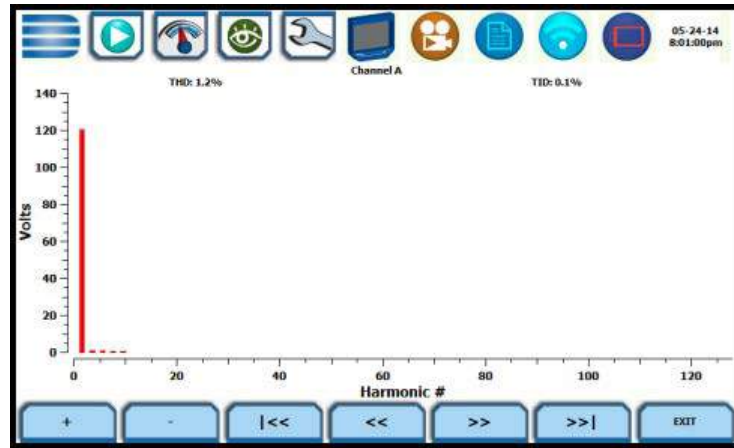 05-24-14
8:01:00pm
Channel A
THD: 1.2%
TID: 0.1%
140
120
100
80
60
40
20
0
Volts
0 20 40 60 80 100 120
Harmonic #
+ - |<< << >> >>| EXIT